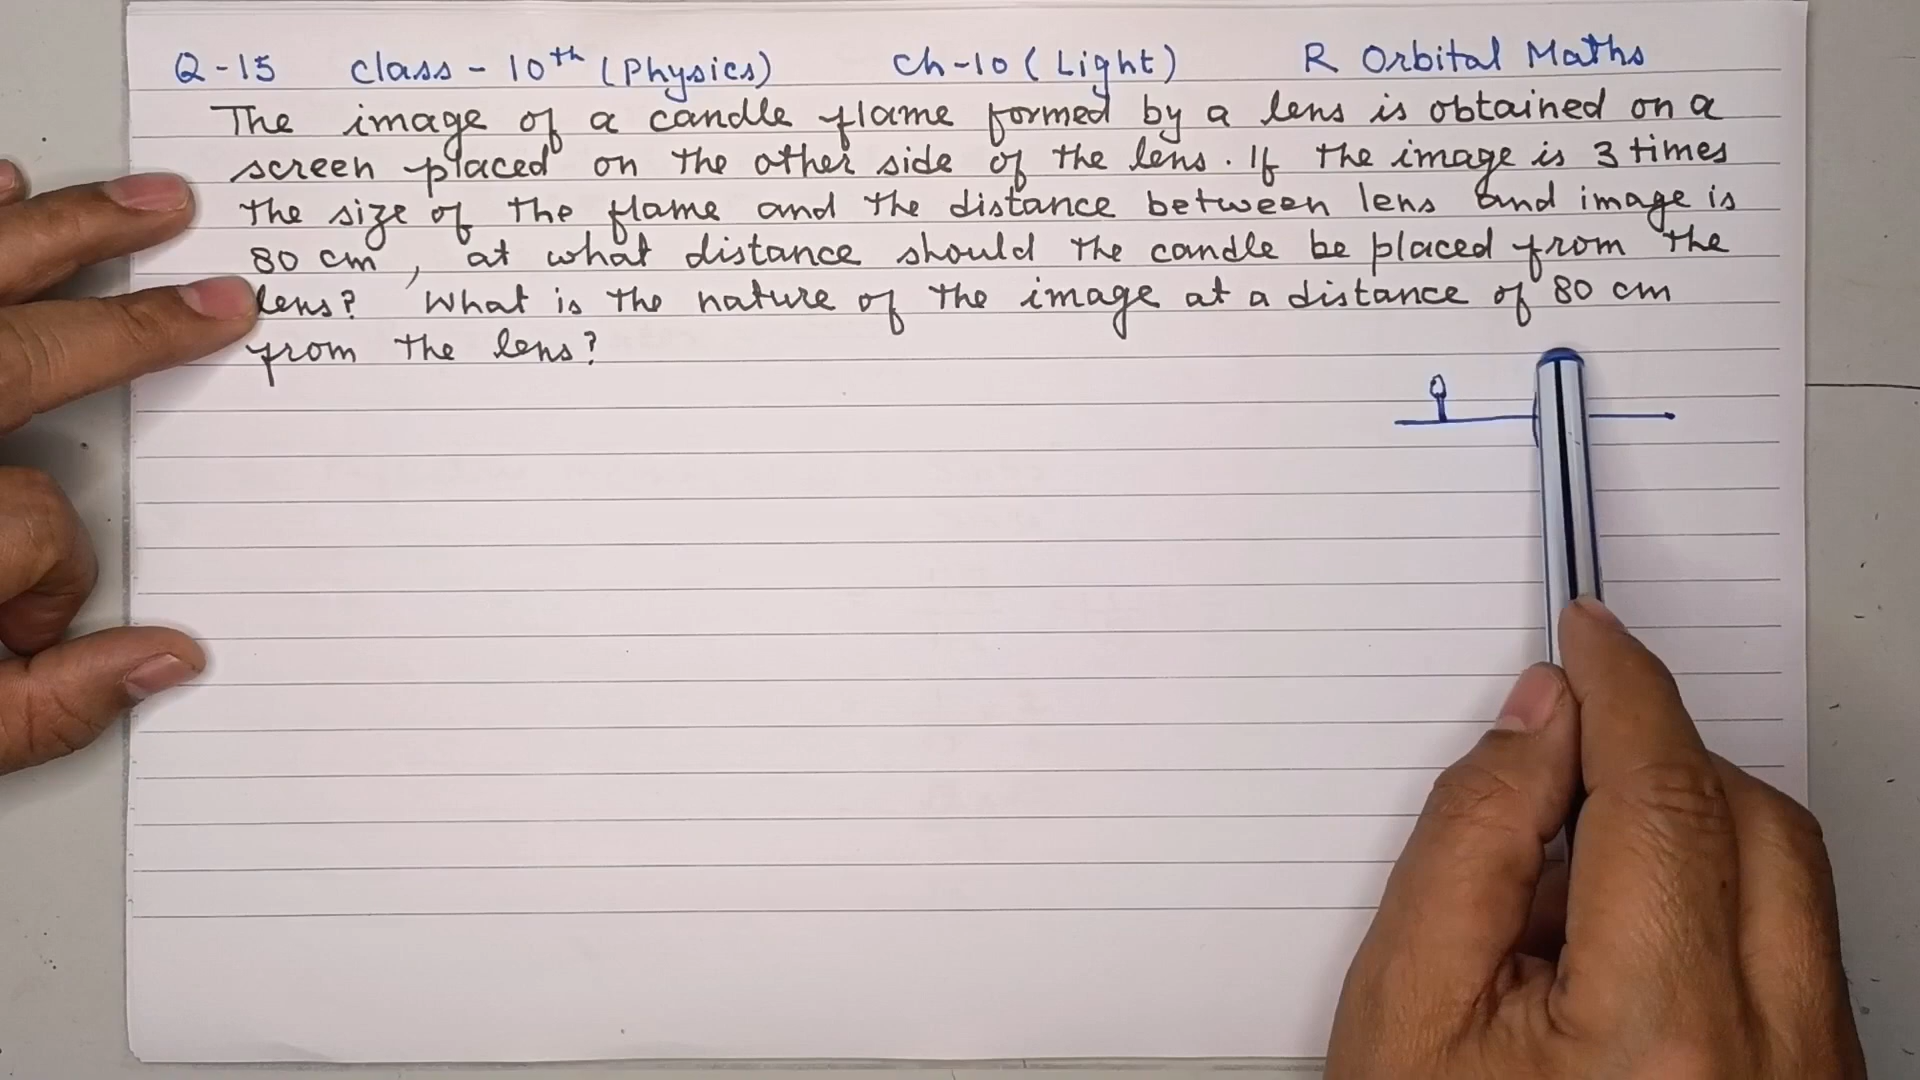 Q-15 class - 10th (Physics) Ch-10 (Light) R Orbital Maths
The image of a candle flame formed by a lens is obtained on a
screen placed on the other side of the lens. If the image is 3 times
the size of the flame and the distance between lens and image is
80 cm, at what distance should the candle be placed from the
lens? What is the nature of the image at a distance of 80 cm
from the lens?